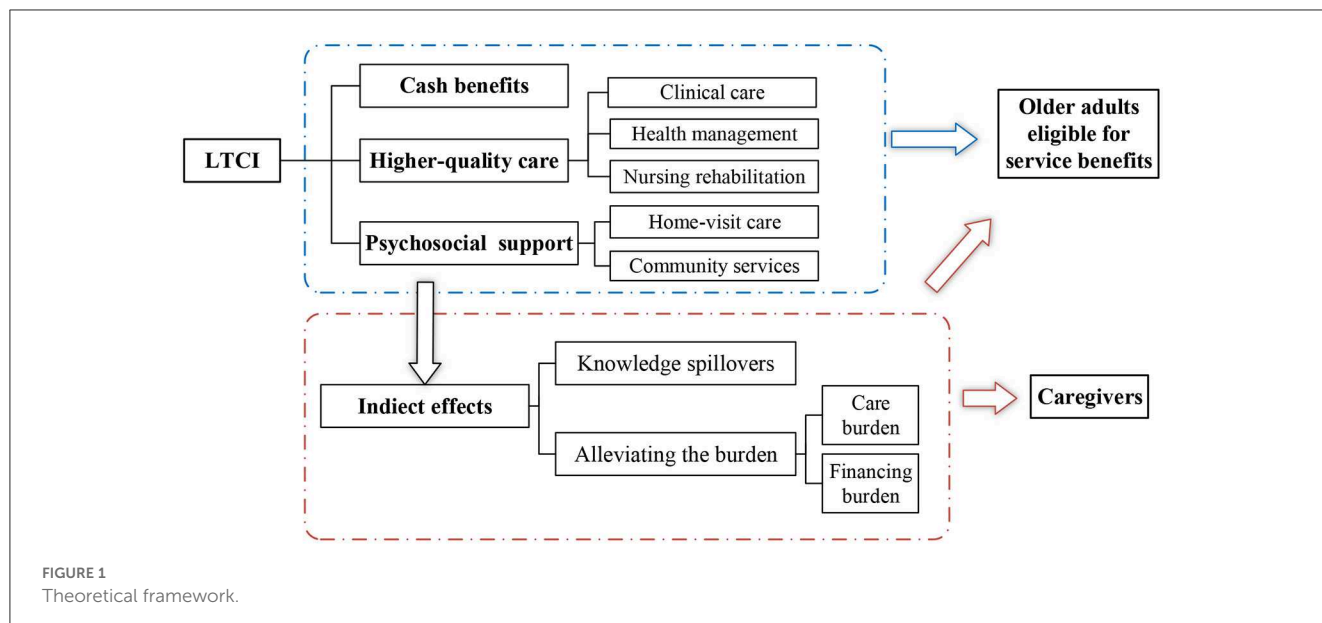 Cash benefits
Clinical care
Health management
LTCI
Higher-quality care
Nursing rehabilitation
Home-visit care
Psychosocial support
Community services
Older adults
eligible for
service benefits
Knowledge spillovers
Indiect effects
Care
burden
Alleviating the burden
Financing
burden
Caregivers
FIGURE 1
Theoretical framework.